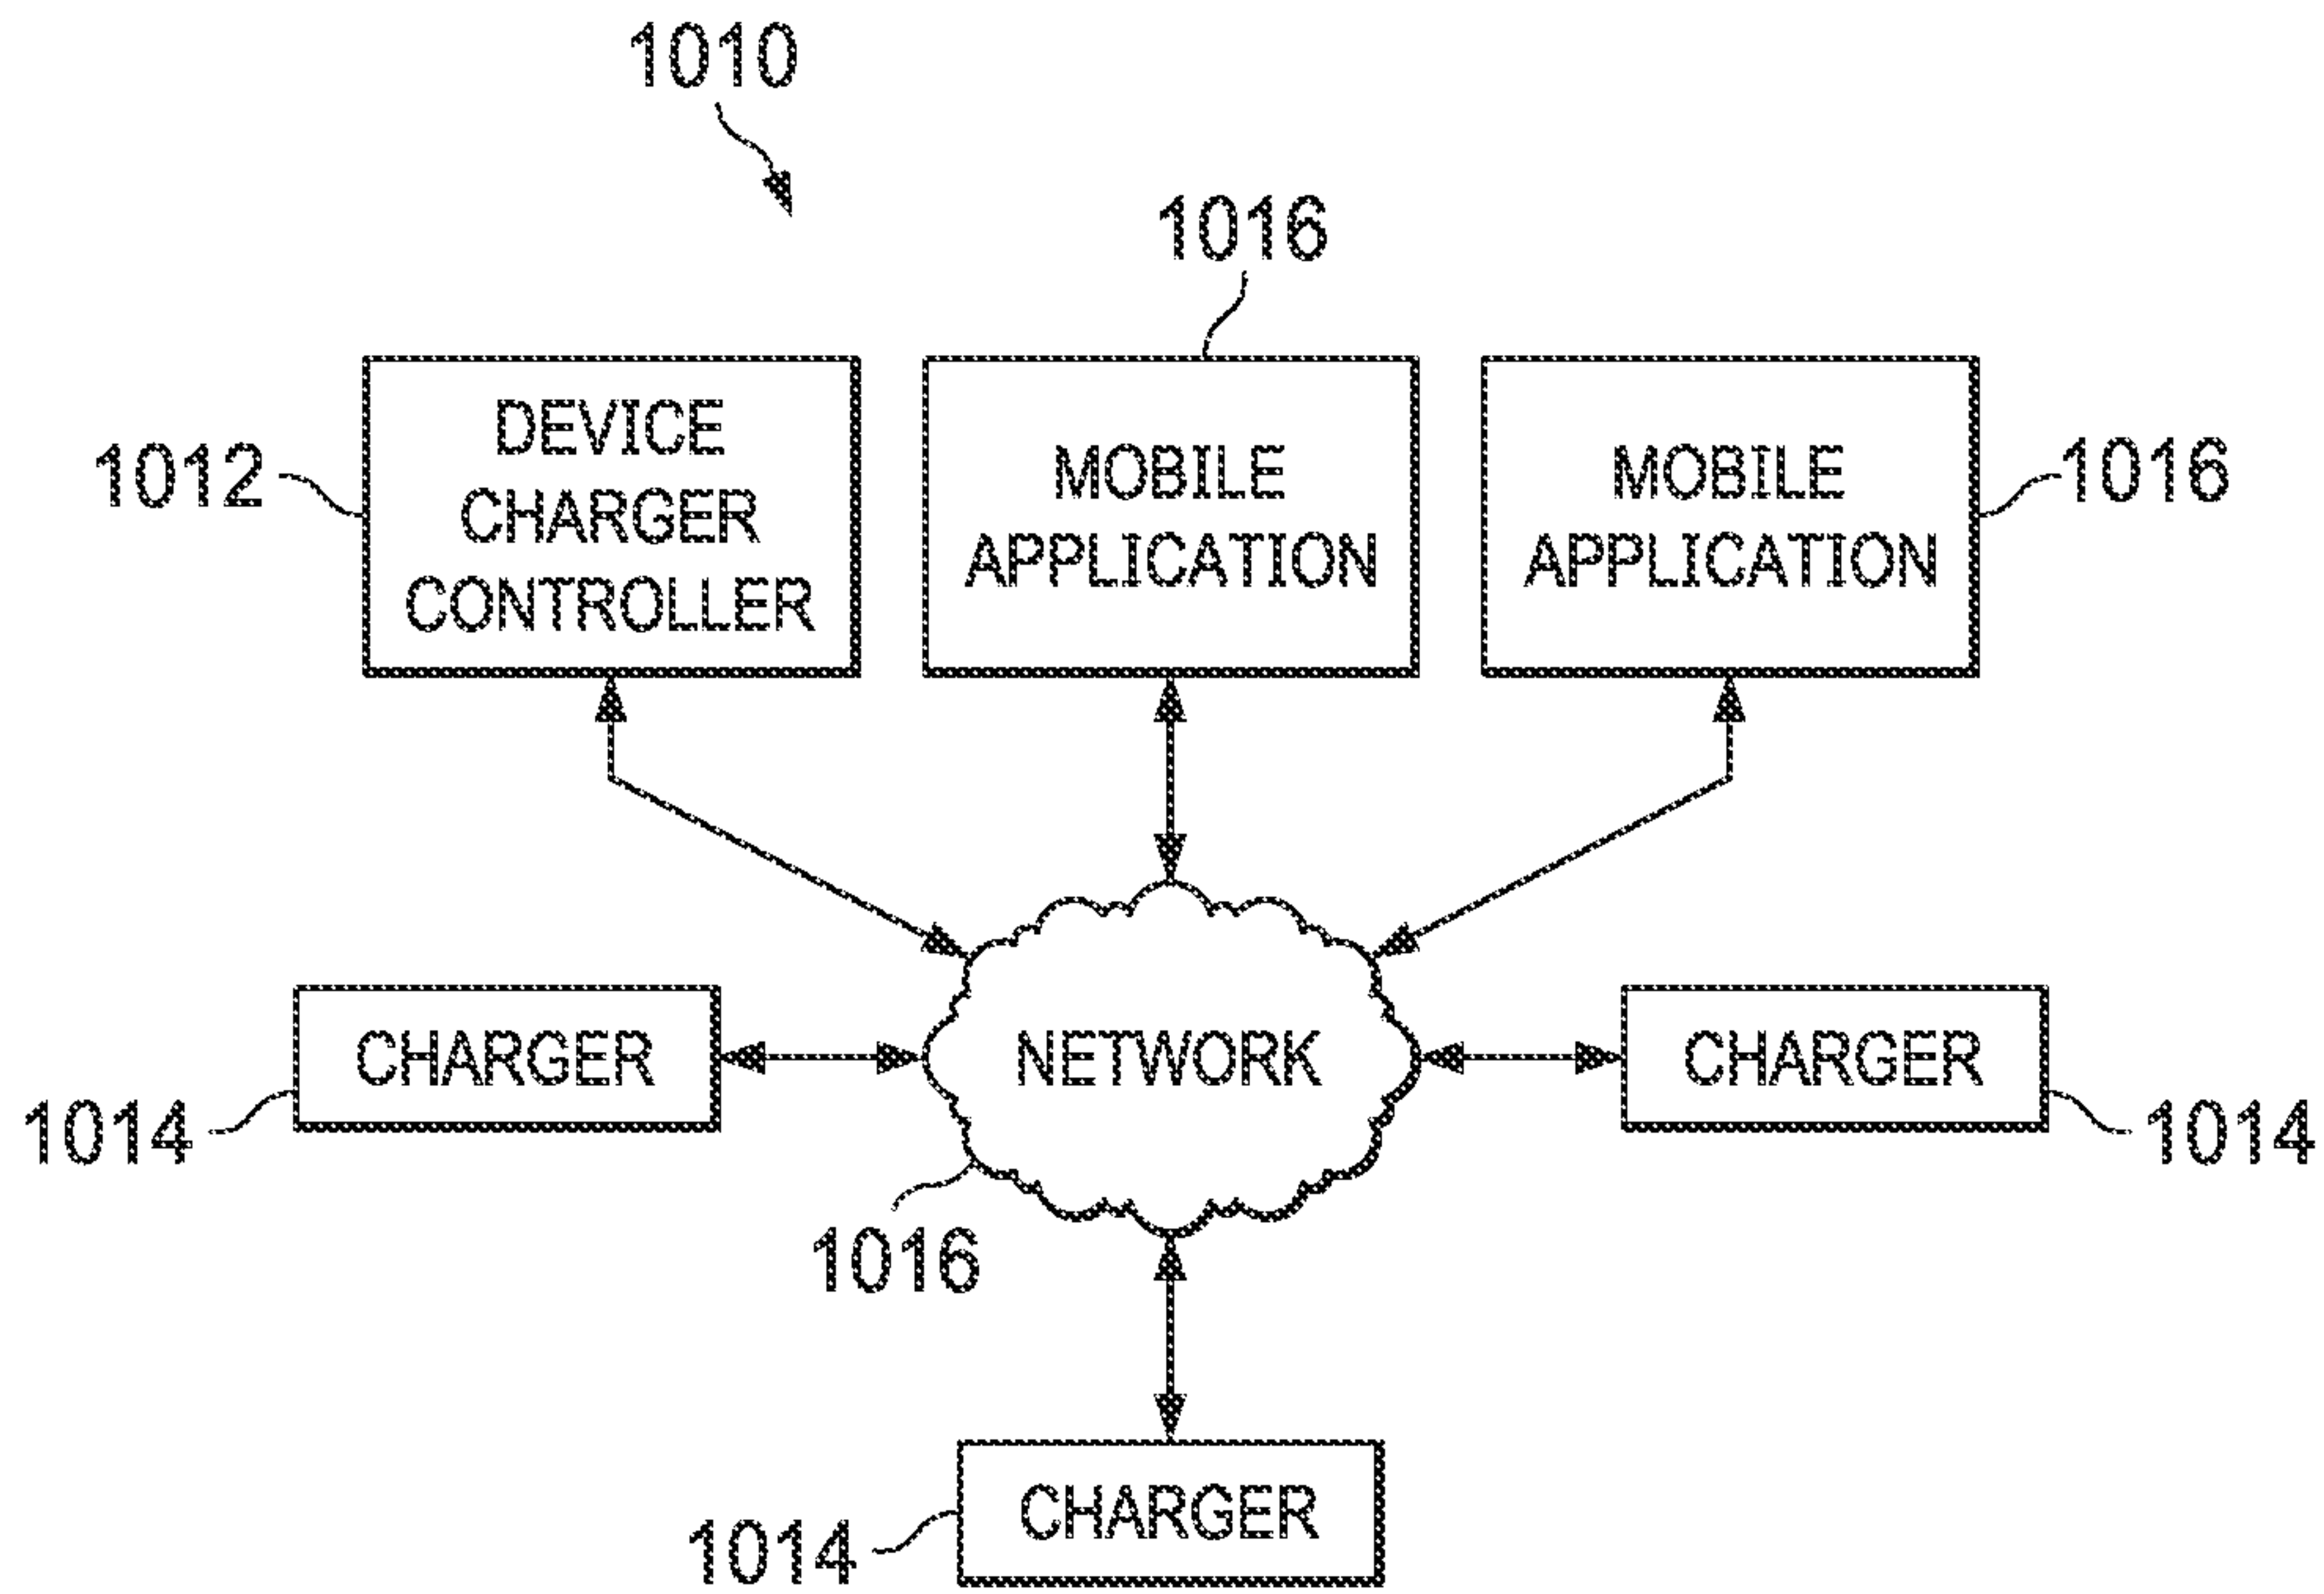 1010
1016
DEVICE
CHARGER
CONTROLLER
1012
MOBILE
APPLICATION
MOBILE
APPLICATION
1016
CHARGER
1014
NETWORK
1016
CHARGER
1014
CHARGER
1014